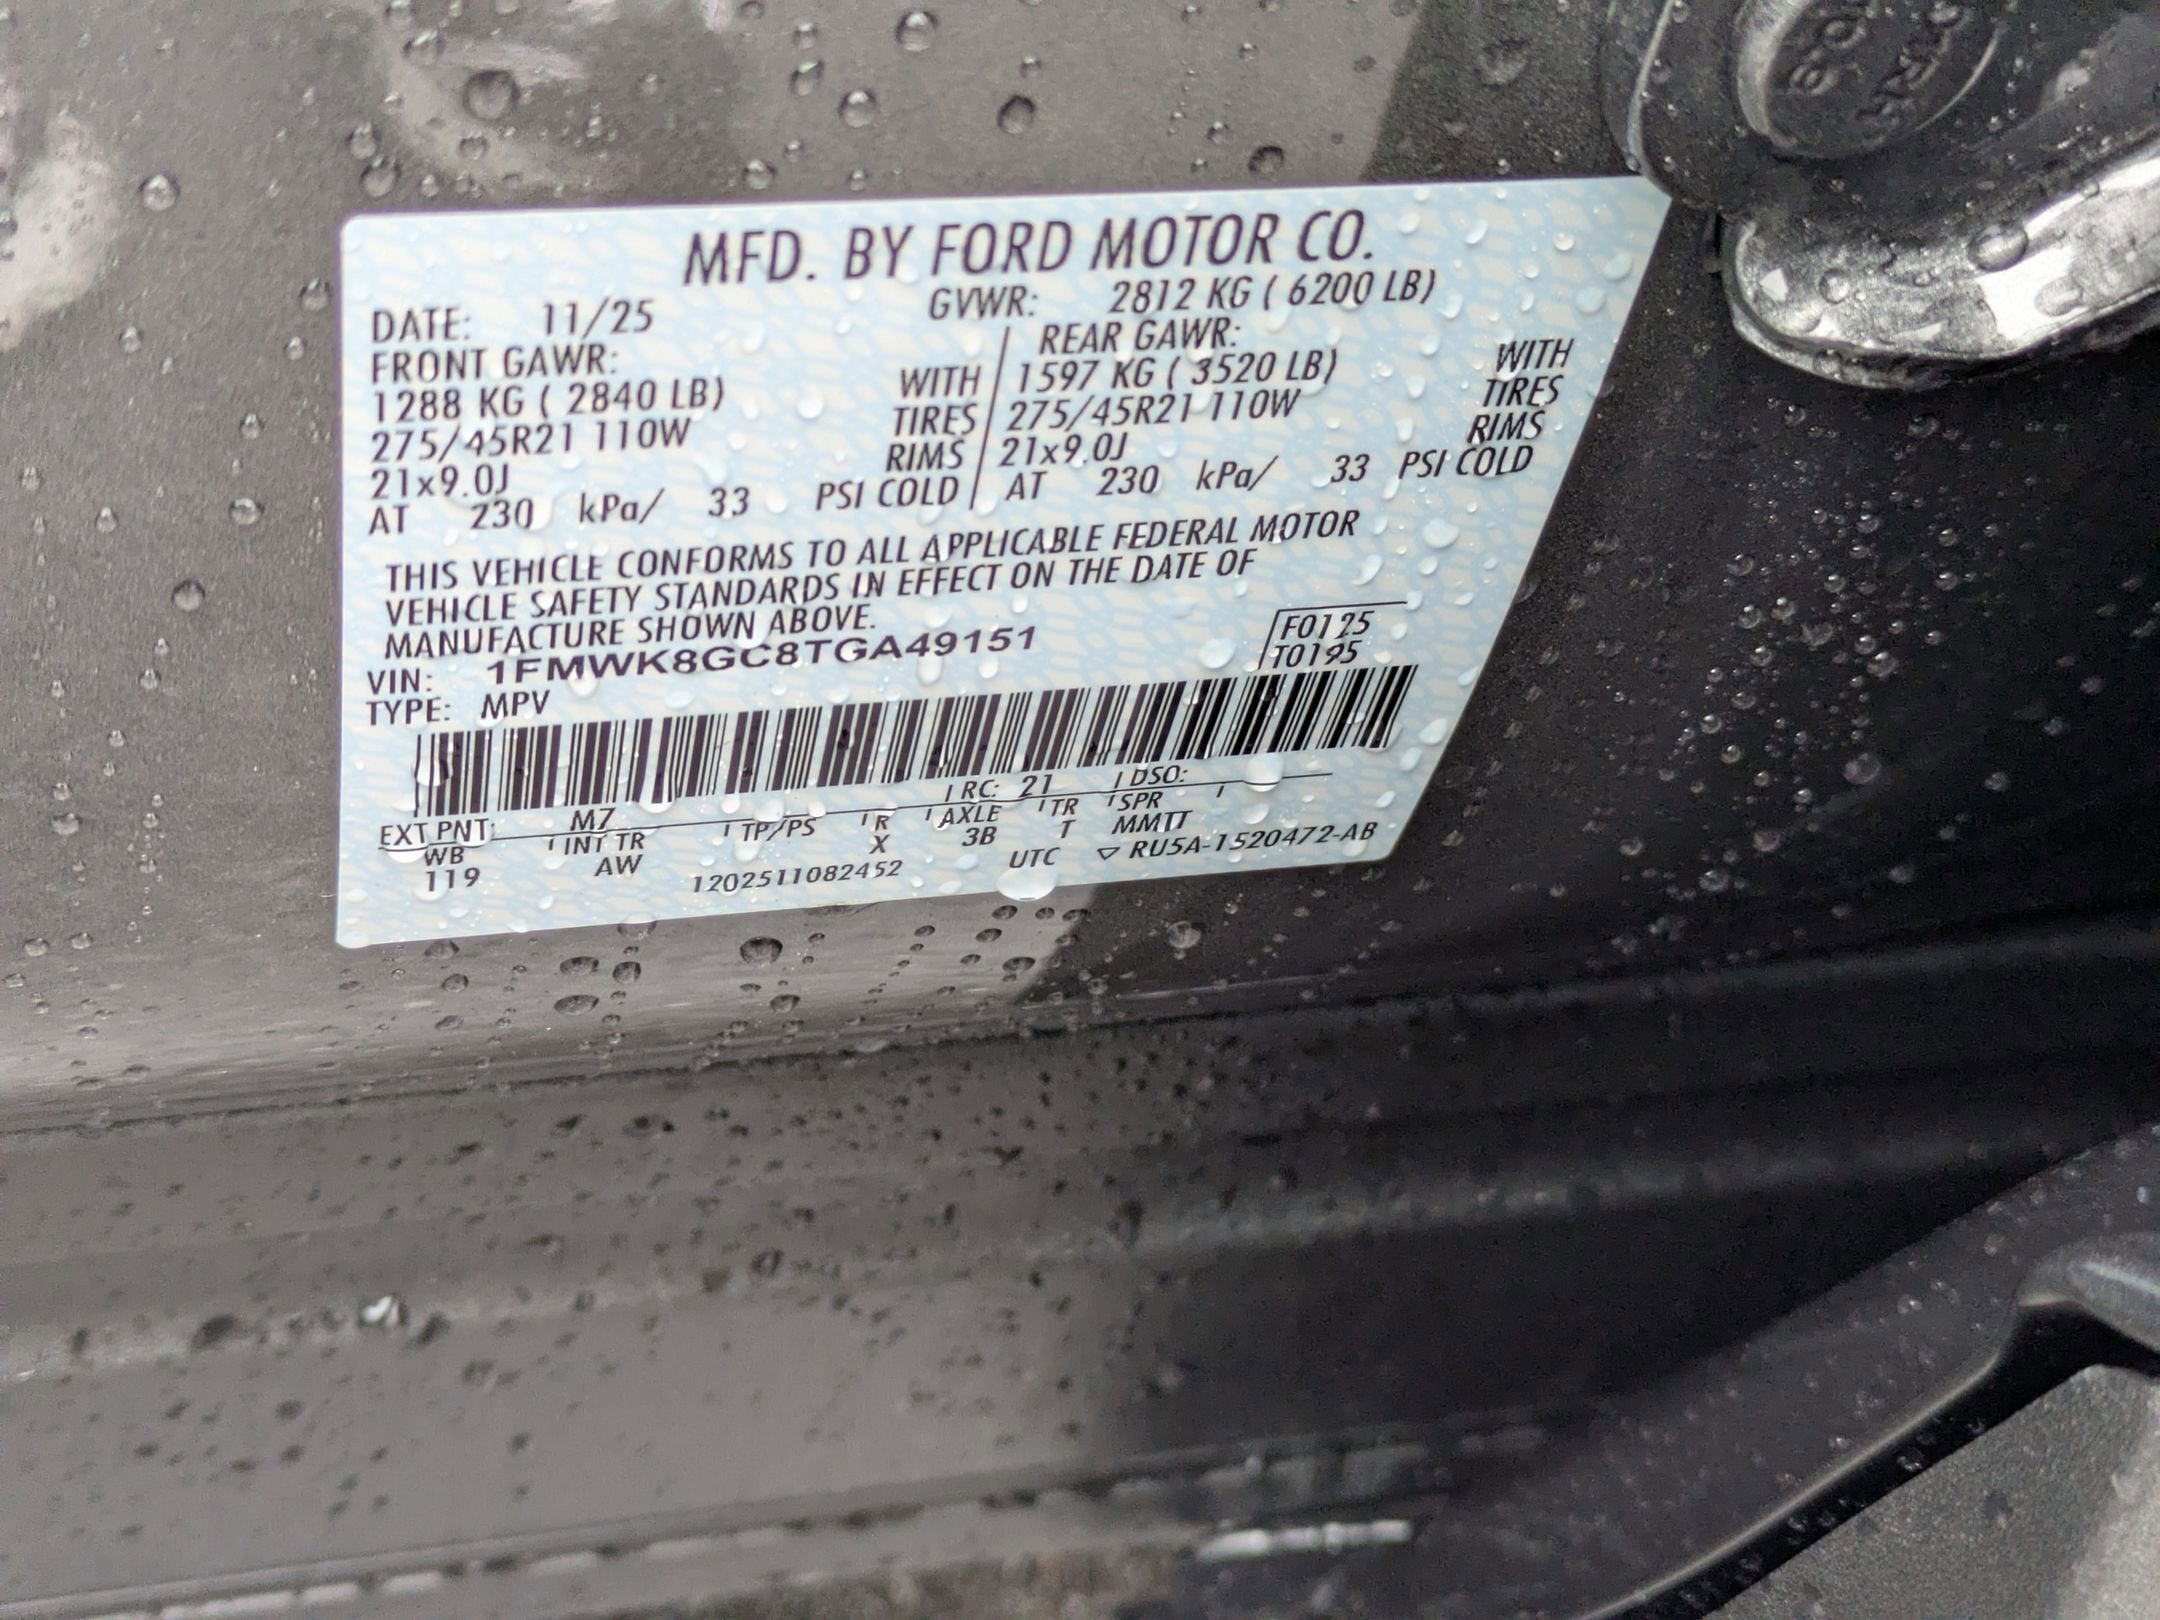 MFD. BY FORD MOTOR CO.
DATE: 11/25 GVWR: 2812 KG ( 6200 LB)
FRONT GAWR: REAR GAWR:
1288 KG ( 2840 LB) WITH 1597 KG ( 3520 LB) WITH
275/45R21 110W TIRES 275/45R21 110W TIRES
21x9.0J RIMS 21x9.0J RIMS
AT 230 kPa/ 33 PSI COLD AT 230 kPa/ 33 PSI COLD
THIS VEHICLE CONFORMS TO ALL APPLICABLE FEDERAL MOTOR
VEHICLE SAFETY STANDARDS IN EFFECT ON THE DATE OF
MANUFACTURE SHOWN ABOVE.
VIN: 1FMWK8GC8TGA49151 F0125
TYPE: MPV T0195
EXT PNT: M7 RC: 21 DSO:
WB INT TR TP/PS R AXLE TR SPR
119 AW X 3B T MMTT
1202511082452 UTC ▽ RU5A-1520472-AB